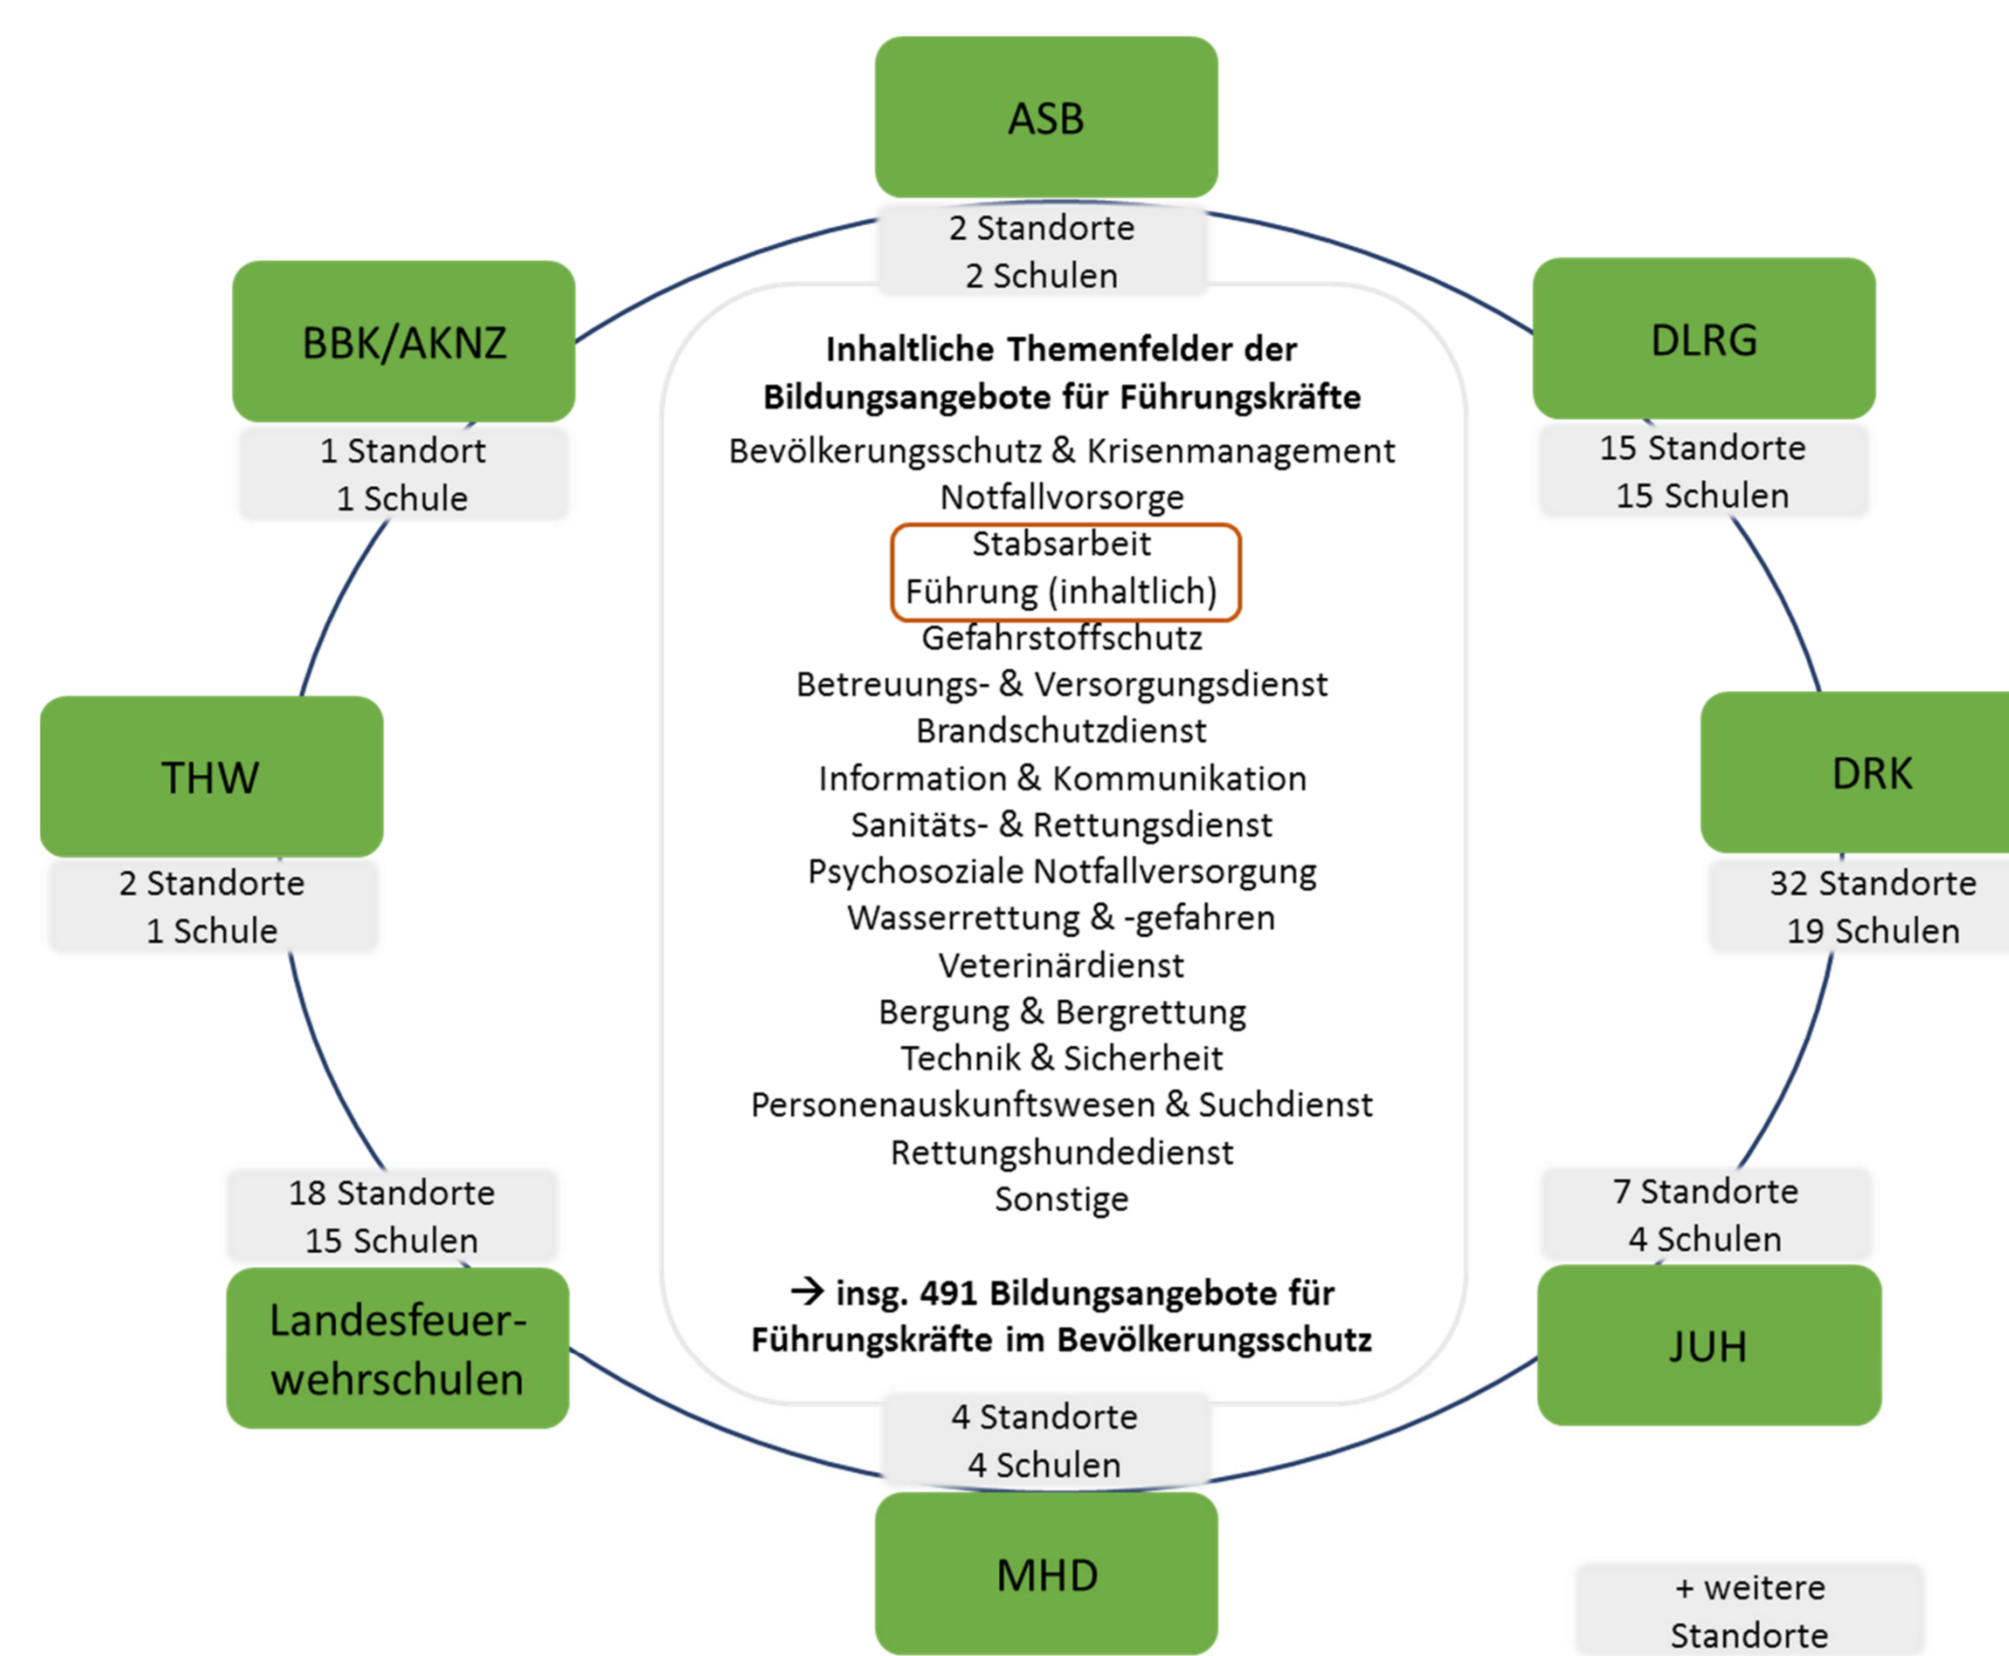 ASB
2 Standorte
2 Schulen
BBK/AKNZ
1 Standort
1 Schule
DLRG
15 Standorte
15 Schulen
Inhaltliche Themenfelder der
Bildungsangebote für Führungskräfte
Bevölkerungsschutz & Krisenmanagement
Notfallvorsorge
Stabsarbeit
Führung (inhaltlich)
Gefahrstoffschutz
Betreuungs- & Versorgungsdienst
Brandschutzdienst
Information & Kommunikation
Sanitäts- & Rettungsdienst
Psychosoziale Notfallversorgung
Wasserrettung & -gefahren
Veterinärdienst
Bergung & Bergrettung
Technik & Sicherheit
Personenauskunftswesen & Suchdienst
Rettungshundedienst
Sonstige
→ insg. 491 Bildungsangebote für
Führungskräfte im Bevölkerungsschutz
THW
2 Standorte
1 Schule
DRK
32 Standorte
19 Schulen
18 Standorte
15 Schulen
Landesfeuer-
wehrschulen
7 Standorte
4 Schulen
JUH
4 Standorte
4 Schulen
MHD
+ weitere
Standorte